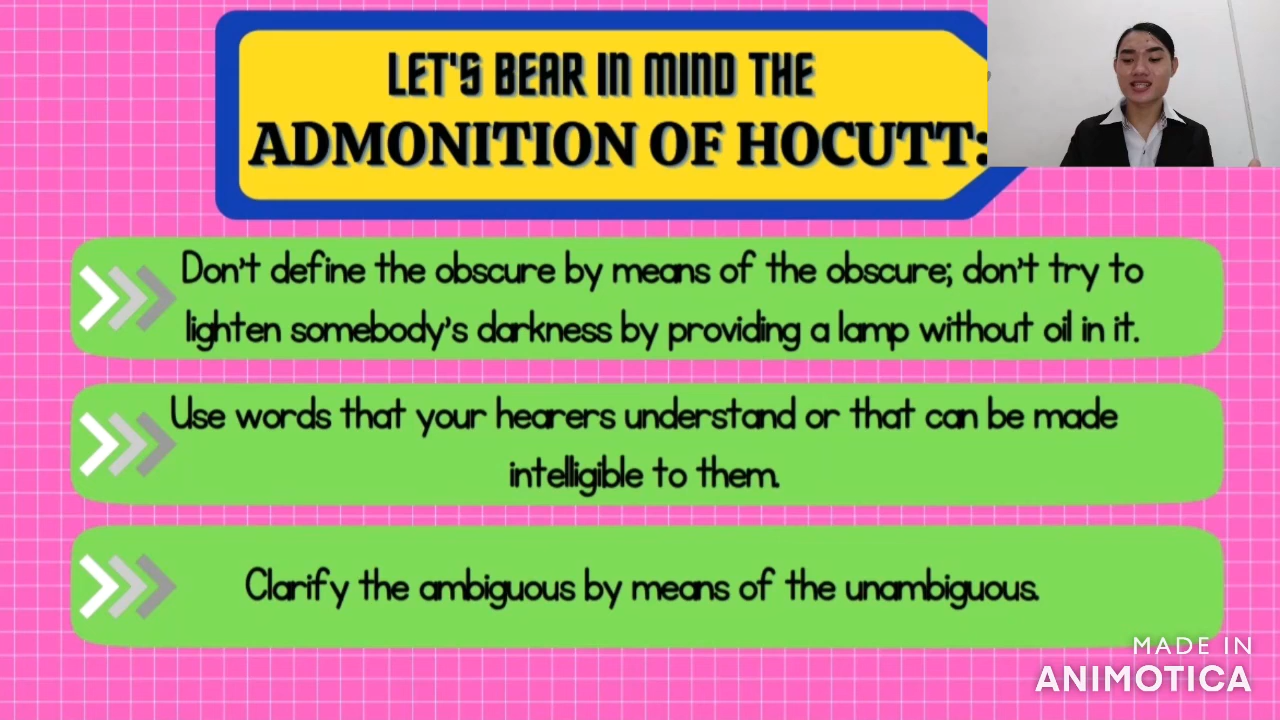 LET'S BEAR IN MIND THE
ADMONITION OF HOCUTT:
Don't define the obscure by means of the obscure; don't try to
lighten somebody's darkness by providing a lamp without oil in it.
Use words that your hearers understand or that can be made
intelligible to them.
Clarify the ambiguous by means of the unambiguous.
MADE IN
ANIMOTICA